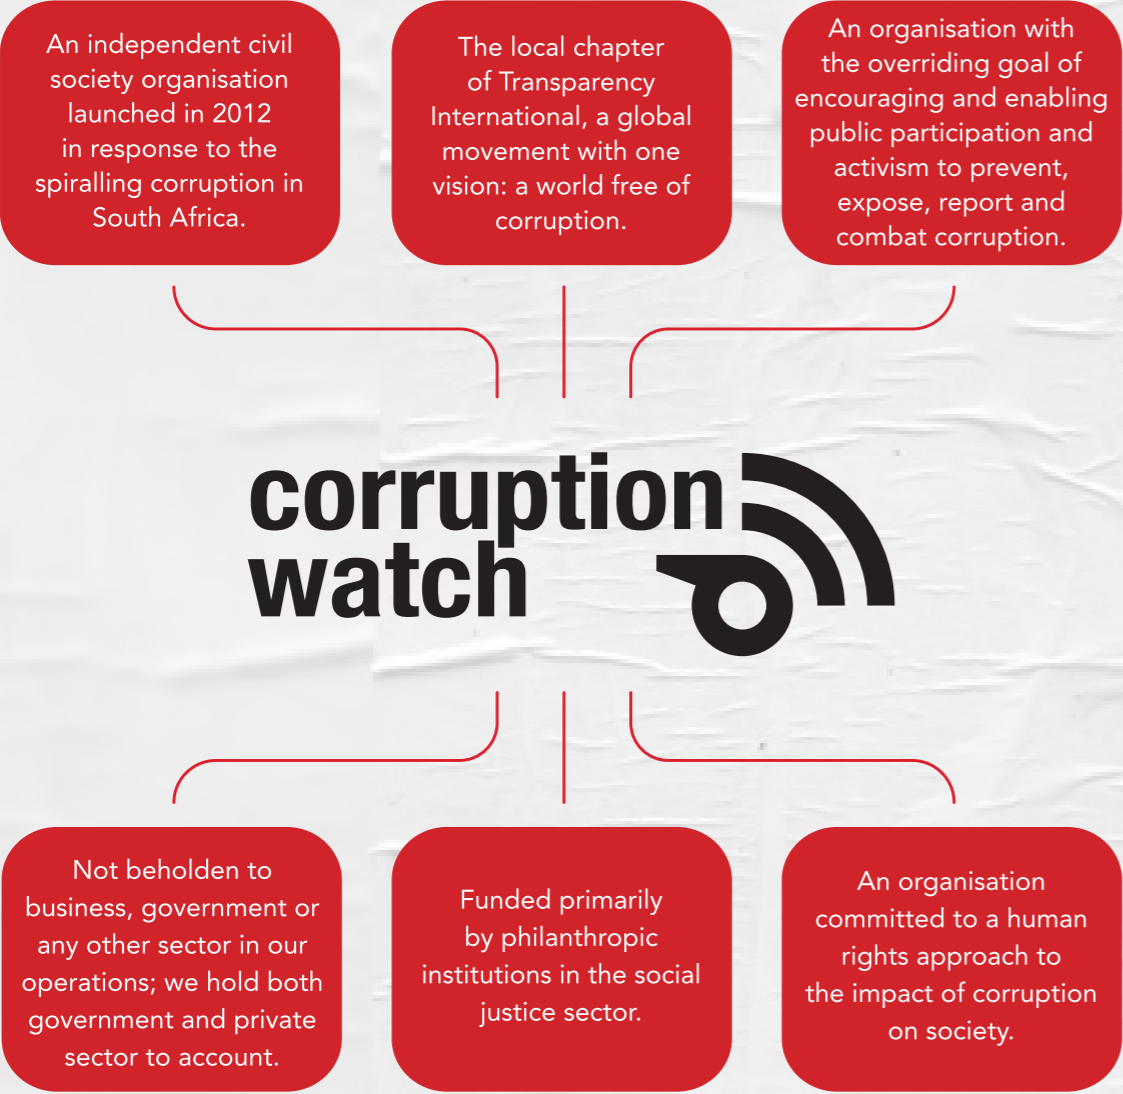 An independent civil
society organisation
launched in 2012
in response to the
spiralling corruption in
South Africa.
The local chapter
of Transparency
International, a global
movement with one
vision: a world free of
corruption.
An organisation with
the overriding goal of
encouraging and enabling
public participation and
activism to prevent,
expose, report and
combat corruption.
corruption
watch
Not beholden to
business, government or
any other sector in our
operations; we hold both
government and private
sector to account.
Funded primarily
by philanthropic
institutions in the social
justice sector.
An organisation
committed to a human
rights approach to
the impact of corruption
on society.